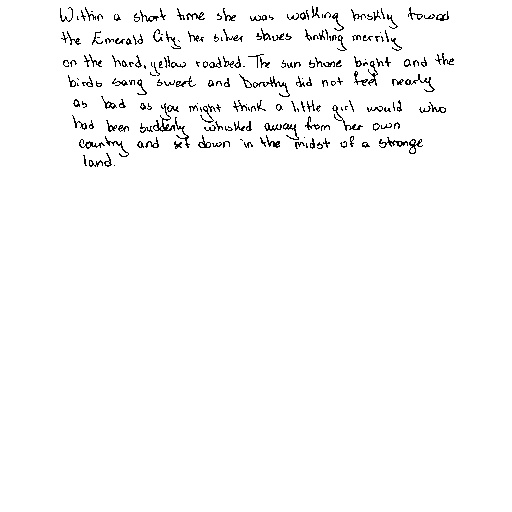 Within a short time she was walking briskly toward
the Emerald City, her silver shoes tinkling merrily
on the hard, yellow roadbed. The sun shone bright and the
birds sang sweet and Dorothy did not feel nearly
as bad as you might think a little girl would who
had been suddenly whisked away from her own
country and set down in the midst of a strange
land.